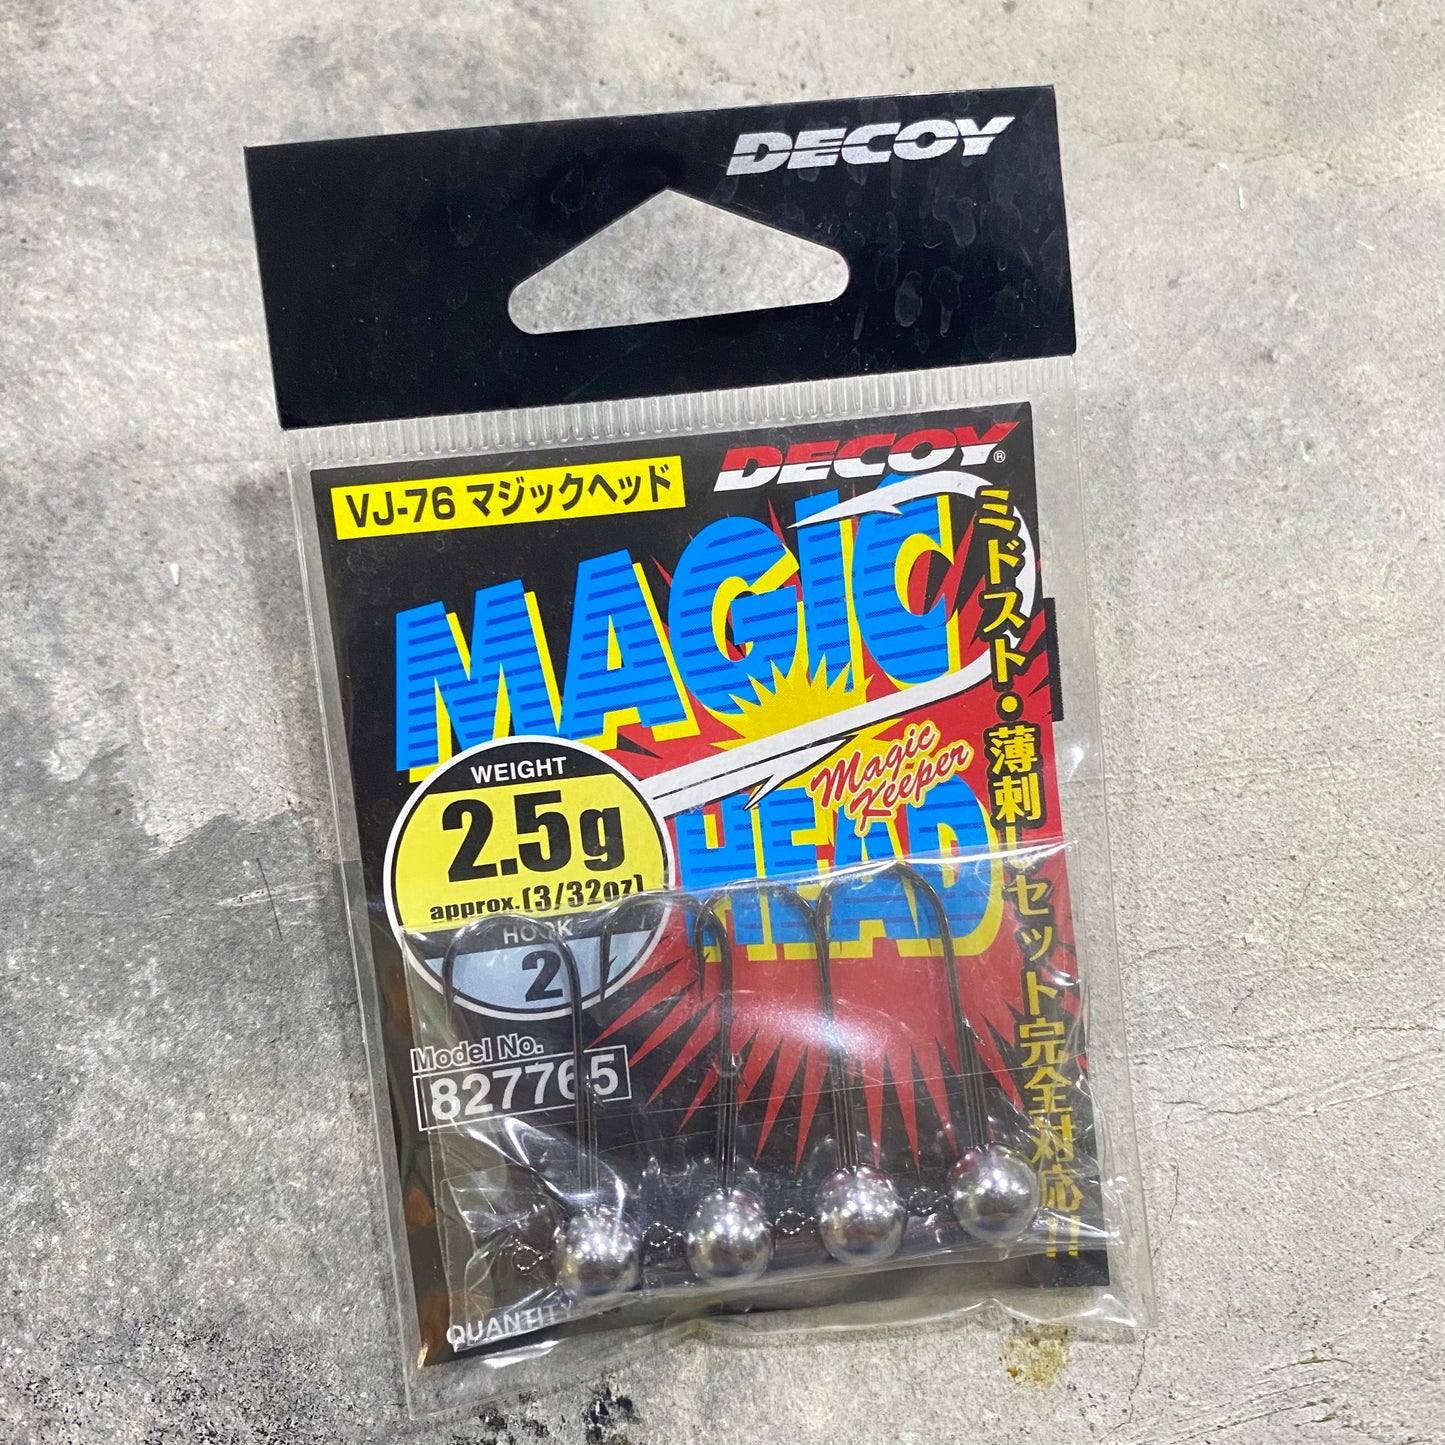 DECOY
DECOY®
VJ-76 マジックヘッド
MAGIC
HEAD
Magic
Keeper
ミドスト・薄刺しセット完全対応!!
WEIGHT
2.5g
approx.(3/32oz)
HOOK
2
Model No.
827765
QUANTITY